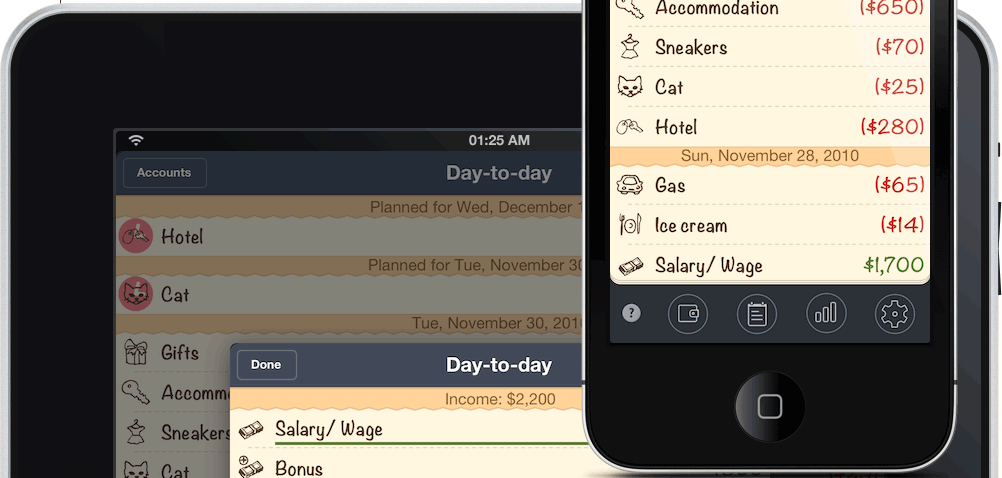 Accommodation ($650)
Sneakers ($70)
Cat ($25)
Hotel ($280)
Sun, November 28, 2010
Gas ($65)
Ice cream ($14)
Salary/ Wage $1,700
?
01:25 AM
Accounts Day-to-day
Planned for Wed, December
Hotel
Planned for Tue, November 30
Cat
Tue, November 30, 2010
Gifts
Accomm
Sneakers
Cat
Done Day-to-day
Income: $2,200
Salary/ Wage
Bonus